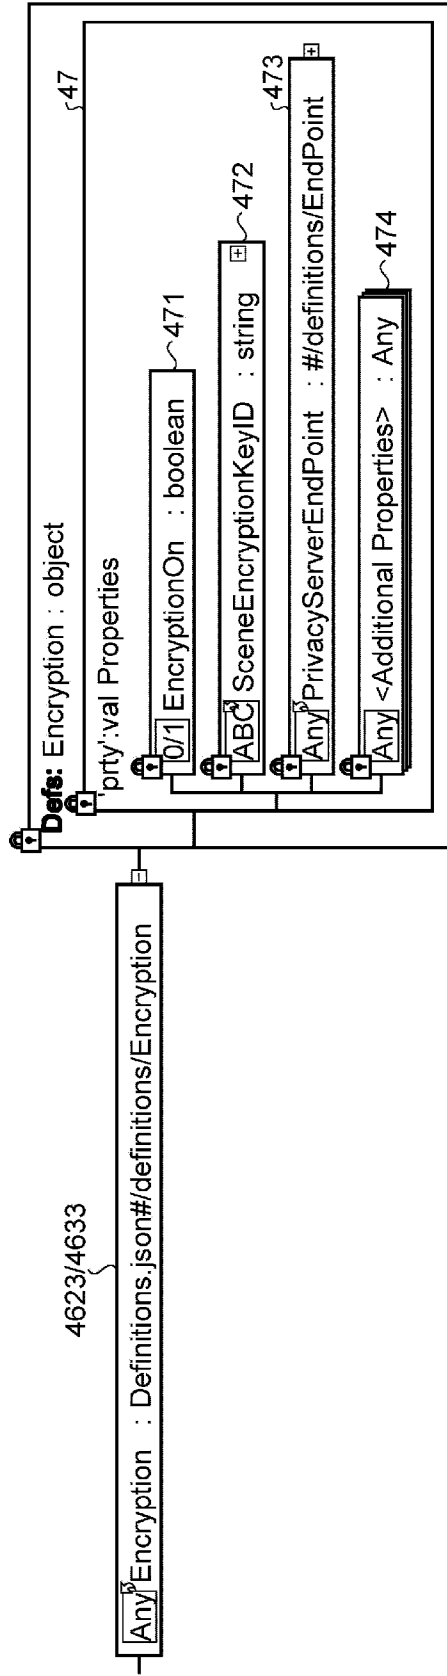 4623/4633
Any Encryption : Definitions.json#/definitions/Encryption
Defs: Encryption : object
47
'prty':val Properties
471
0/1 EncryptionOn : boolean
472
ABC SceneEncryptionKeyID : string
473
Any PrivacyServerEndPoint : #/definitions/EndPoint
474
Any <Additional Properties> : Any